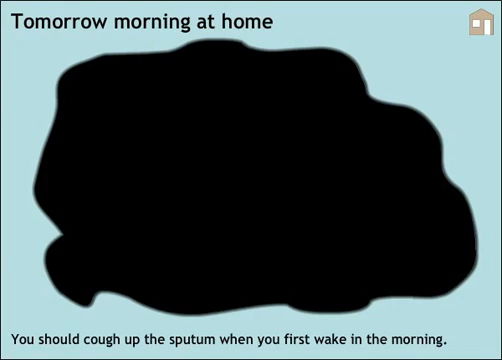 Tomorrow morning at home
You should cough up the sputum when you first wake in the morning.